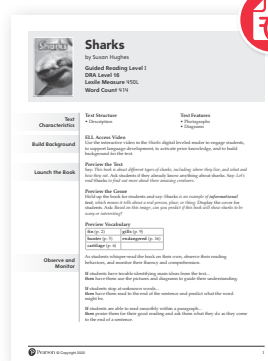 Sharks
by Susan Hughes
Guided Reading Level I
DRA Level 16
Lexile Measure 450L
Word Count 414
Text
Characteristics
Text Structure
• Description
Text Features
• Photographs
• Diagrams
Build Background
ELL Access Video
Use the interactive video in the eText's digital leveled reader to engage students,
to support language development, to activate prior knowledge, and to build
background for the text.
Launch the Book
Preview the Text
Say: This book is about different types of sharks, including where they live, and what and
how they eat. Ask students if they already know anything about sharks. Say: Let's
read Sharks to find out more about these amazing creatures.
Preview the Genre
Hold up the book for students and say: Sharks is an example of informational
text, which means it tells about a real person, place, or thing. Display the cover for
students. Ask: Based on this image, can you predict if this book will show sharks to be
scary or interesting?
Preview Vocabulary
fin (p. 2) gills (p. 9)
hunter (p. 5) endangered (p. 16)
cartilage (p. 6)
Observe and
Monitor
As students whisper-read the book on their own, observe their reading
behaviors, and monitor their fluency and comprehension.
If students have trouble identifying main ideas from the text...
then have them use the pictures and diagrams to guide their understanding.
If students stop at unknown words...
then have them read to the end of the sentence and predict what the word
might be.
If students are able to read smoothly within a paragraph...
then praise them for their good reading and ask them what they do as they come
to the end of a sentence.
Pearson © Copyright 2020